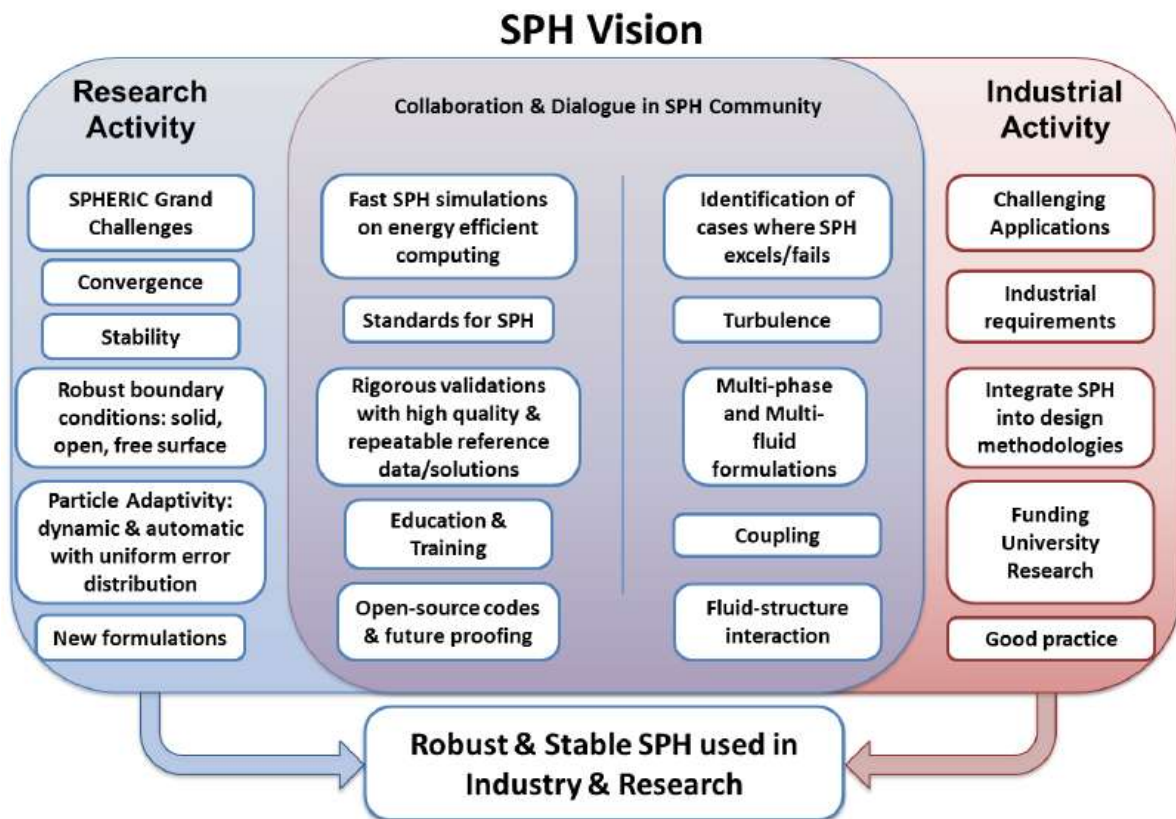 SPH Vision
Research
Activity
SPHERIC Grand
Challenges
Convergence
Stability
Robust boundary
conditions: solid,
open, free surface
Particle Adaptivity:
dynamic & automatic
with uniform error
distribution
New formulations
Collaboration & Dialogue in SPH Community
Fast SPH simulations
on energy efficient
computing
Standards for SPH
Rigorous validations
with high quality &
repeatable reference
data/solutions
Education &
Training
Open-source codes
& future proofing
Identification of
cases where SPH
excels/fails
Turbulence
Multi-phase
and Multi-
fluid
formulations
Coupling
Fluid-structure
interaction
Industrial
Activity
Challenging
Applications
Industrial
requirements
Integrate SPH
into design
methodologies
Funding
University
Research
Good practice
Robust & Stable SPH used in
Industry & Research